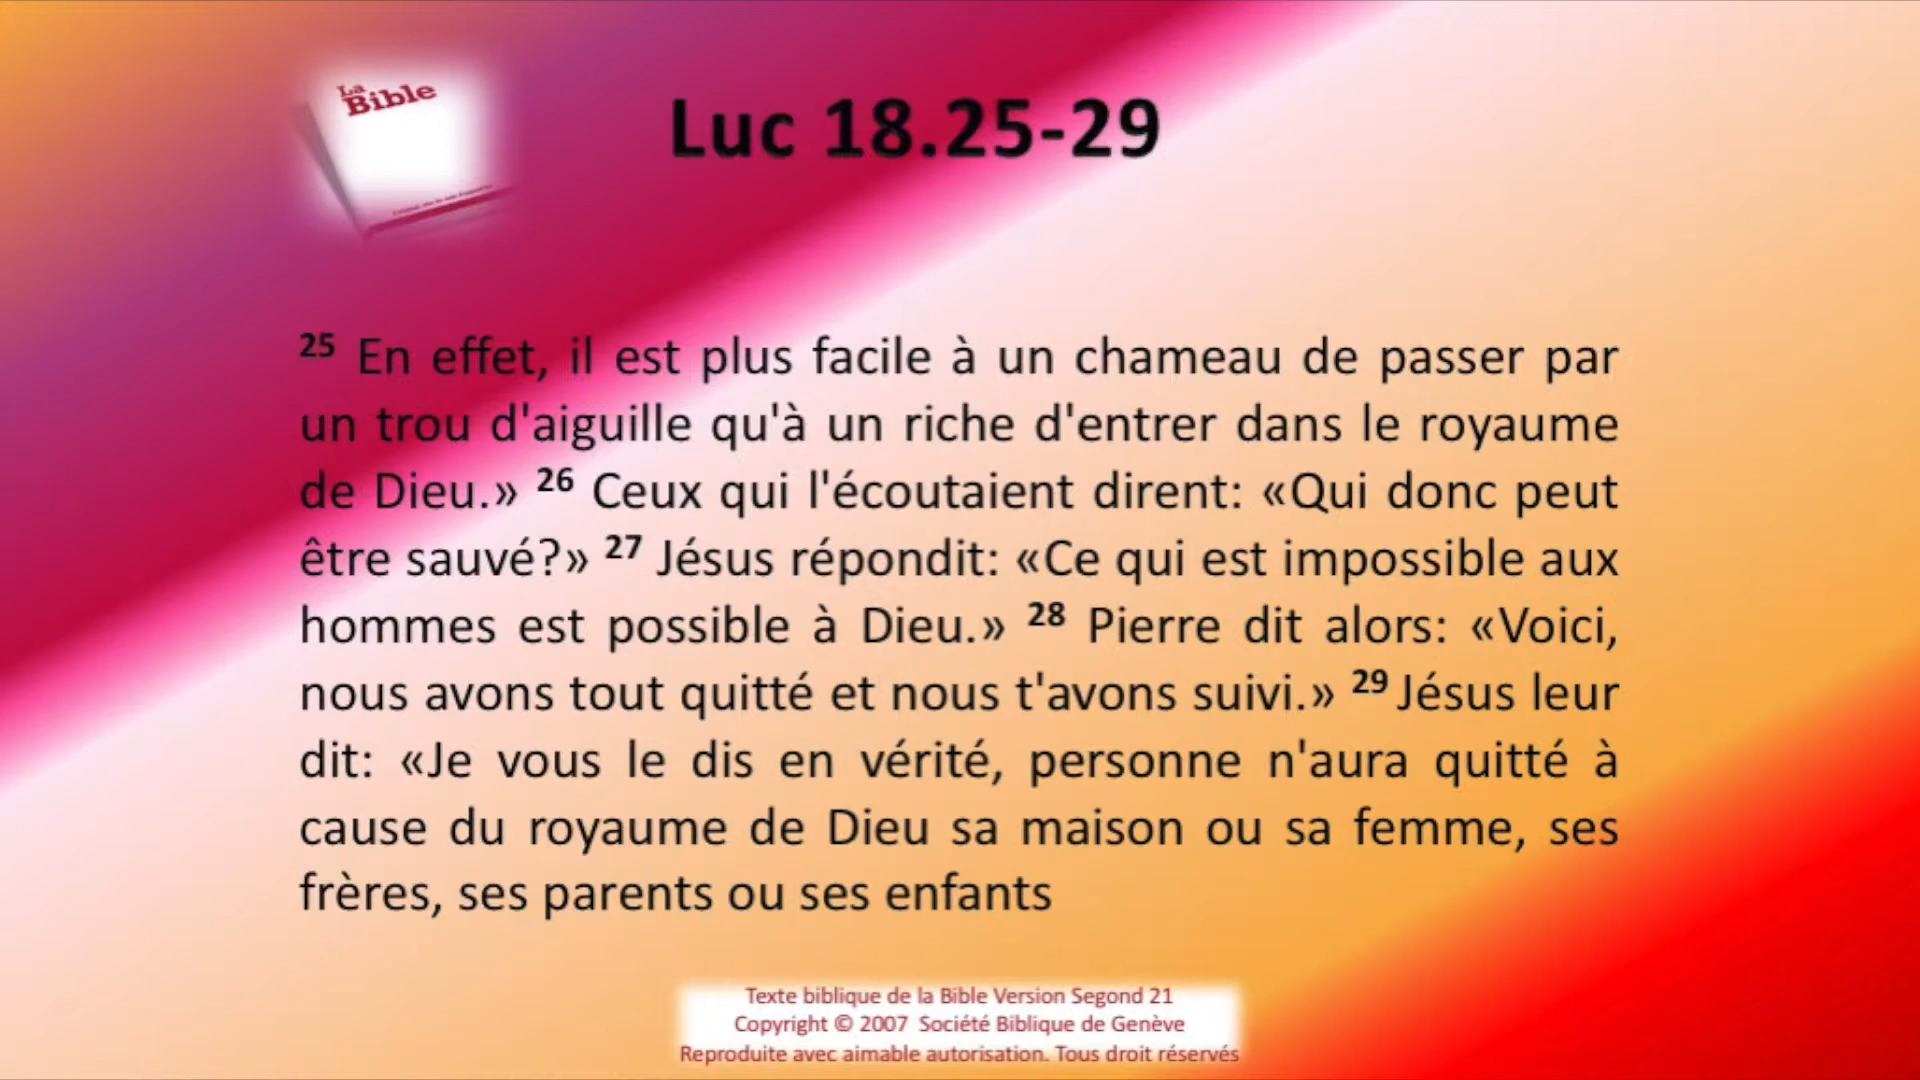 La
Bible
Luc 18.25-29
25 En effet, il est plus facile à un chameau de passer par
un trou d'aiguille qu'à un riche d'entrer dans le royaume
de Dieu.» 26 Ceux qui l'écoutaient dirent: «Qui donc peut
être sauvé?» 27 Jésus répondit: «Ce qui est impossible aux
hommes est possible à Dieu.» 28 Pierre dit alors: «Voici,
nous avons tout quitté et nous t'avons suivi.» 29 Jésus leur
dit: «Je vous le dis en vérité, personne n'aura quitté à
cause du royaume de Dieu sa maison ou sa femme, ses
frères, ses parents ou ses enfants
Texte biblique de la Bible Version Segond 21
Copyright © 2007 Société Biblique de Genève
Reproduite avec aimable autorisation. Tous droit réservés